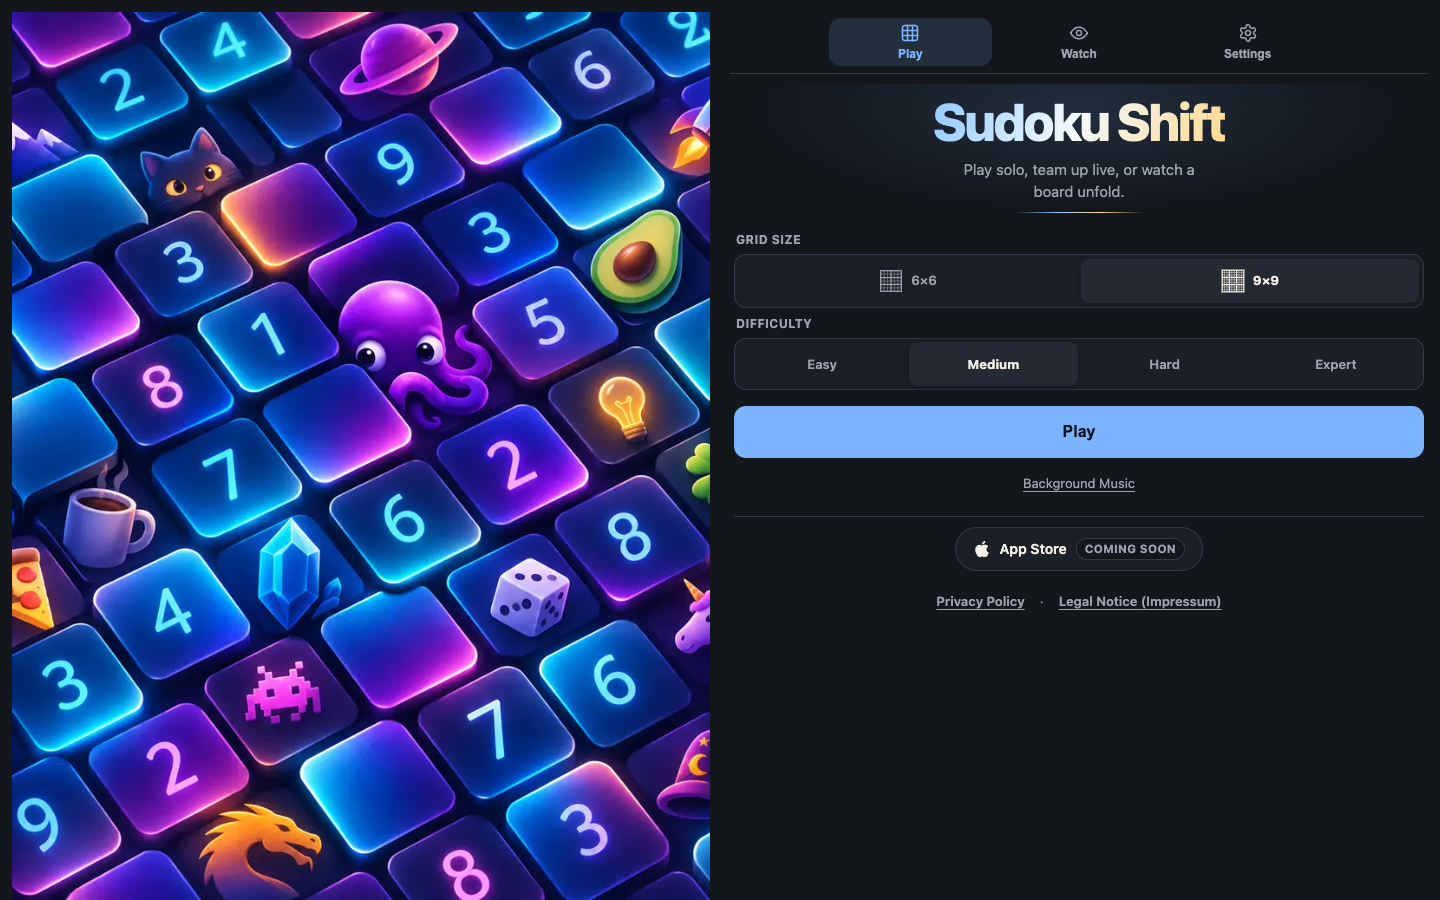 4
2
2
6
9
3
3
5
1
8
7
2
6
8
4
3
6
7
2
9
3
8
Play
Watch
Settings
Sudoku Shift
Play solo, team up live, or watch a
board unfold.
GRID SIZE
6×6
9×9
DIFFICULTY
Easy
Medium
Hard
Expert
Play
Background Music
App Store COMING SOON
Privacy Policy · Legal Notice (Impressum)